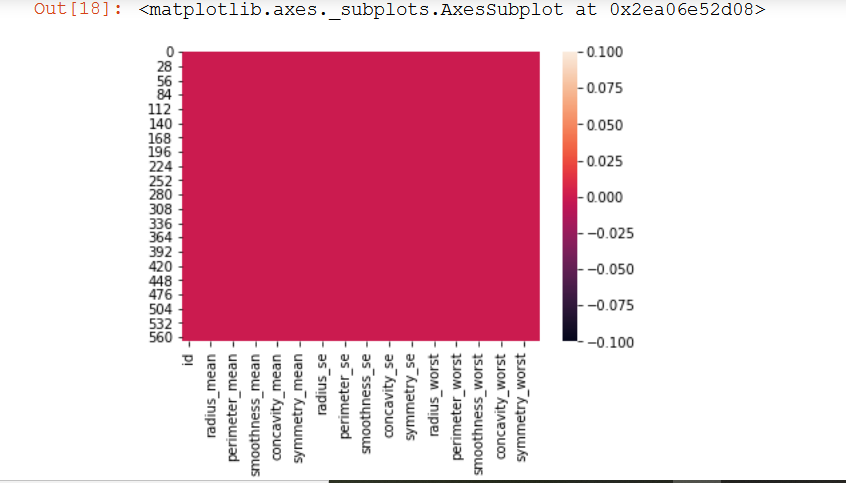 Out[18]: <matplotlib.axes._subplots.AxesSubplot at 0x2ea06e52d08>
0
28
56
84
112
140
168
196
224
252
280
308
336
364
392
420
448
476
504
532
560
0.100
0.075
0.050
0.025
0.000
−0.025
−0.050
−0.075
−0.100
id
radius_mean
perimeter_mean
smoothness_mean
concavity_mean
symmetry_mean
radius_se
perimeter_se
smoothness_se
concavity_se
symmetry_se
radius_worst
perimeter_worst
smoothness_worst
concavity_worst
symmetry_worst